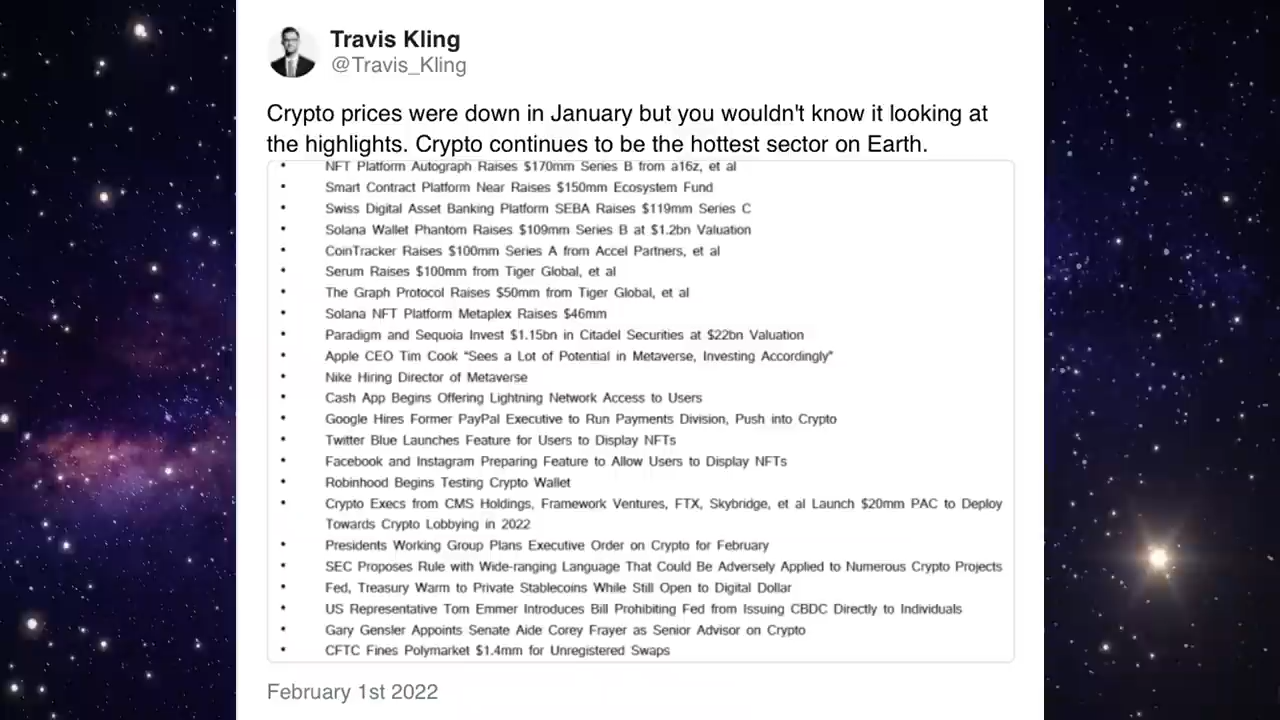 Travis Kling
@Travis_Kling
Crypto prices were down in January but you wouldn't know it looking at
the highlights. Crypto continues to be the hottest sector on Earth.
• NFT Platform Autograph Raises $170mm Series B from a16z, et al
• Smart Contract Platform Near Raises $150mm Ecosystem Fund
• Swiss Digital Asset Banking Platform SEBA Raises $119mm Series C
• Solana Wallet Phantom Raises $109mm Series B at $1.2bn Valuation
• CoinTracker Raises $100mm Series A from Accel Partners, et al
• Serum Raises $100mm from Tiger Global, et al
• The Graph Protocol Raises $50mm from Tiger Global, et al
• Solana NFT Platform Metaplex Raises $46mm
• Paradigm and Sequoia Invest $1.15bn in Citadel Securities at $22bn Valuation
• Apple CEO Tim Cook “Sees a Lot of Potential in Metaverse, Investing Accordingly”
• Nike Hiring Director of Metaverse
• Cash App Begins Offering Lightning Network Access to Users
• Google Hires Former PayPal Executive to Run Payments Division, Push into Crypto
• Twitter Blue Launches Feature for Users to Display NFTs
• Facebook and Instagram Preparing Feature to Allow Users to Display NFTs
• Robinhood Begins Testing Crypto Wallet
• Crypto Execs from CMS Holdings, Framework Ventures, FTX, Skybridge, et al Launch $20mm PAC to Deploy
Towards Crypto Lobbying in 2022
• Presidents Working Group Plans Executive Order on Crypto for February
• SEC Proposes Rule with Wide-ranging Language That Could Be Adversely Applied to Numerous Crypto Projects
• Fed, Treasury Warm to Private Stablecoins While Still Open to Digital Dollar
• US Representative Tom Emmer Introduces Bill Prohibiting Fed from Issuing CBDC Directly to Individuals
• Gary Gensler Appoints Senate Aide Corey Frayer as Senior Advisor on Crypto
• CFTC Fines Polymarket $1.4mm for Unregistered Swaps
February 1st 2022